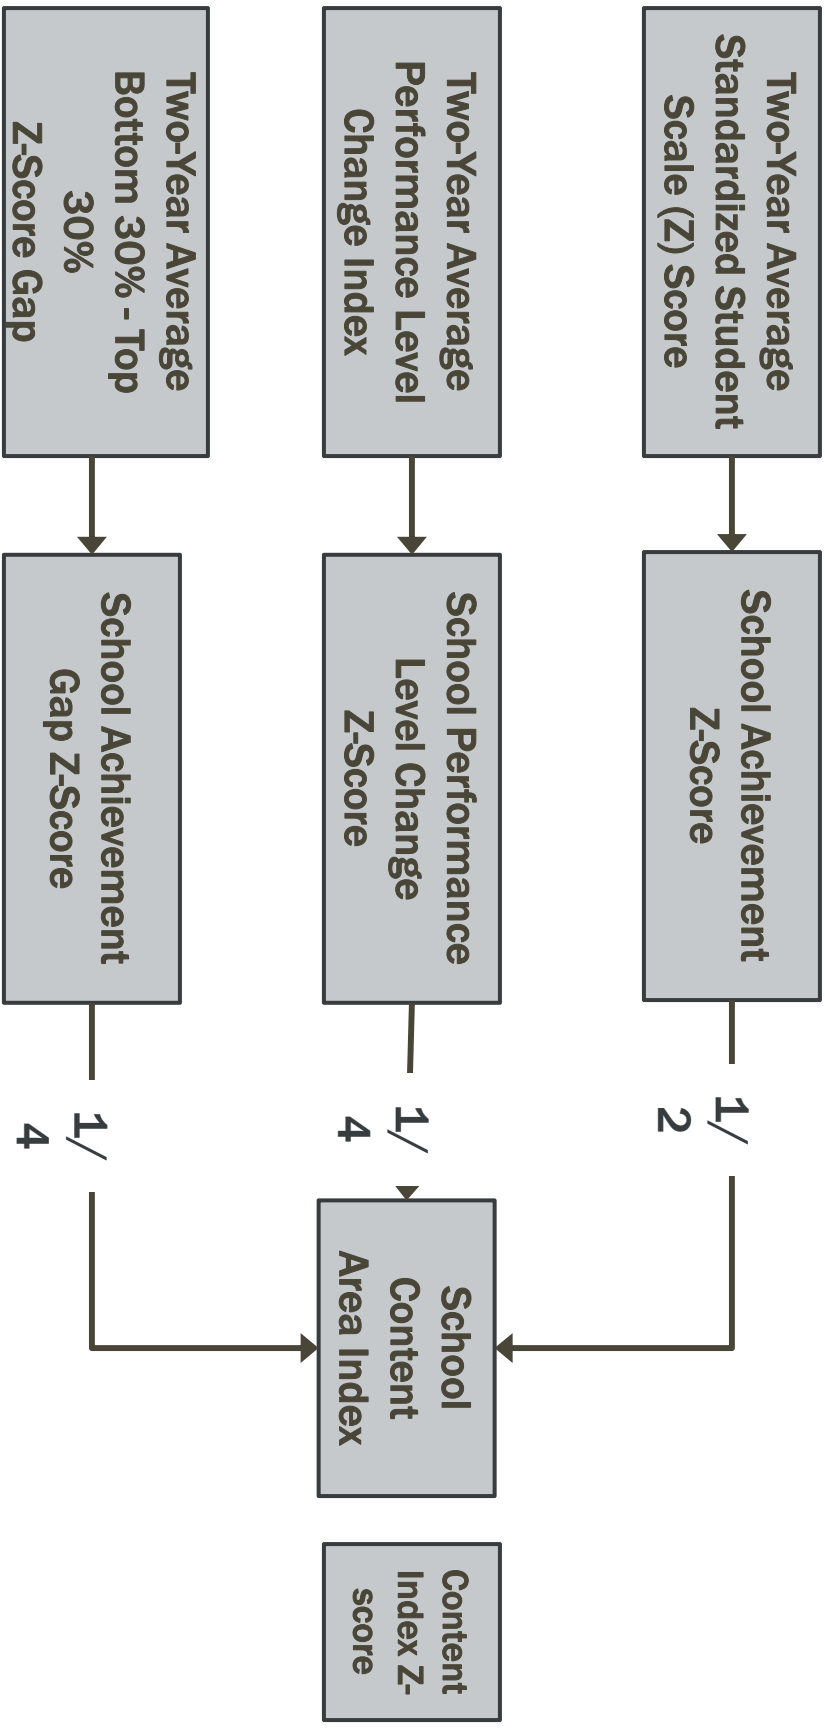 Two-Year Average
Standardized Student
Scale (Z) Score
School Achievement
Z-Score
1/
2
Two-Year Average
Performance Level
Change Index
School Performance
Level Change
Z-Score
1/
4
School
Content
Area Index
Content
Index Z-
score
Two-Year Average
Bottom 30% - Top
30%
Z-Score Gap
School Achievement
Gap Z-Score
1/
4